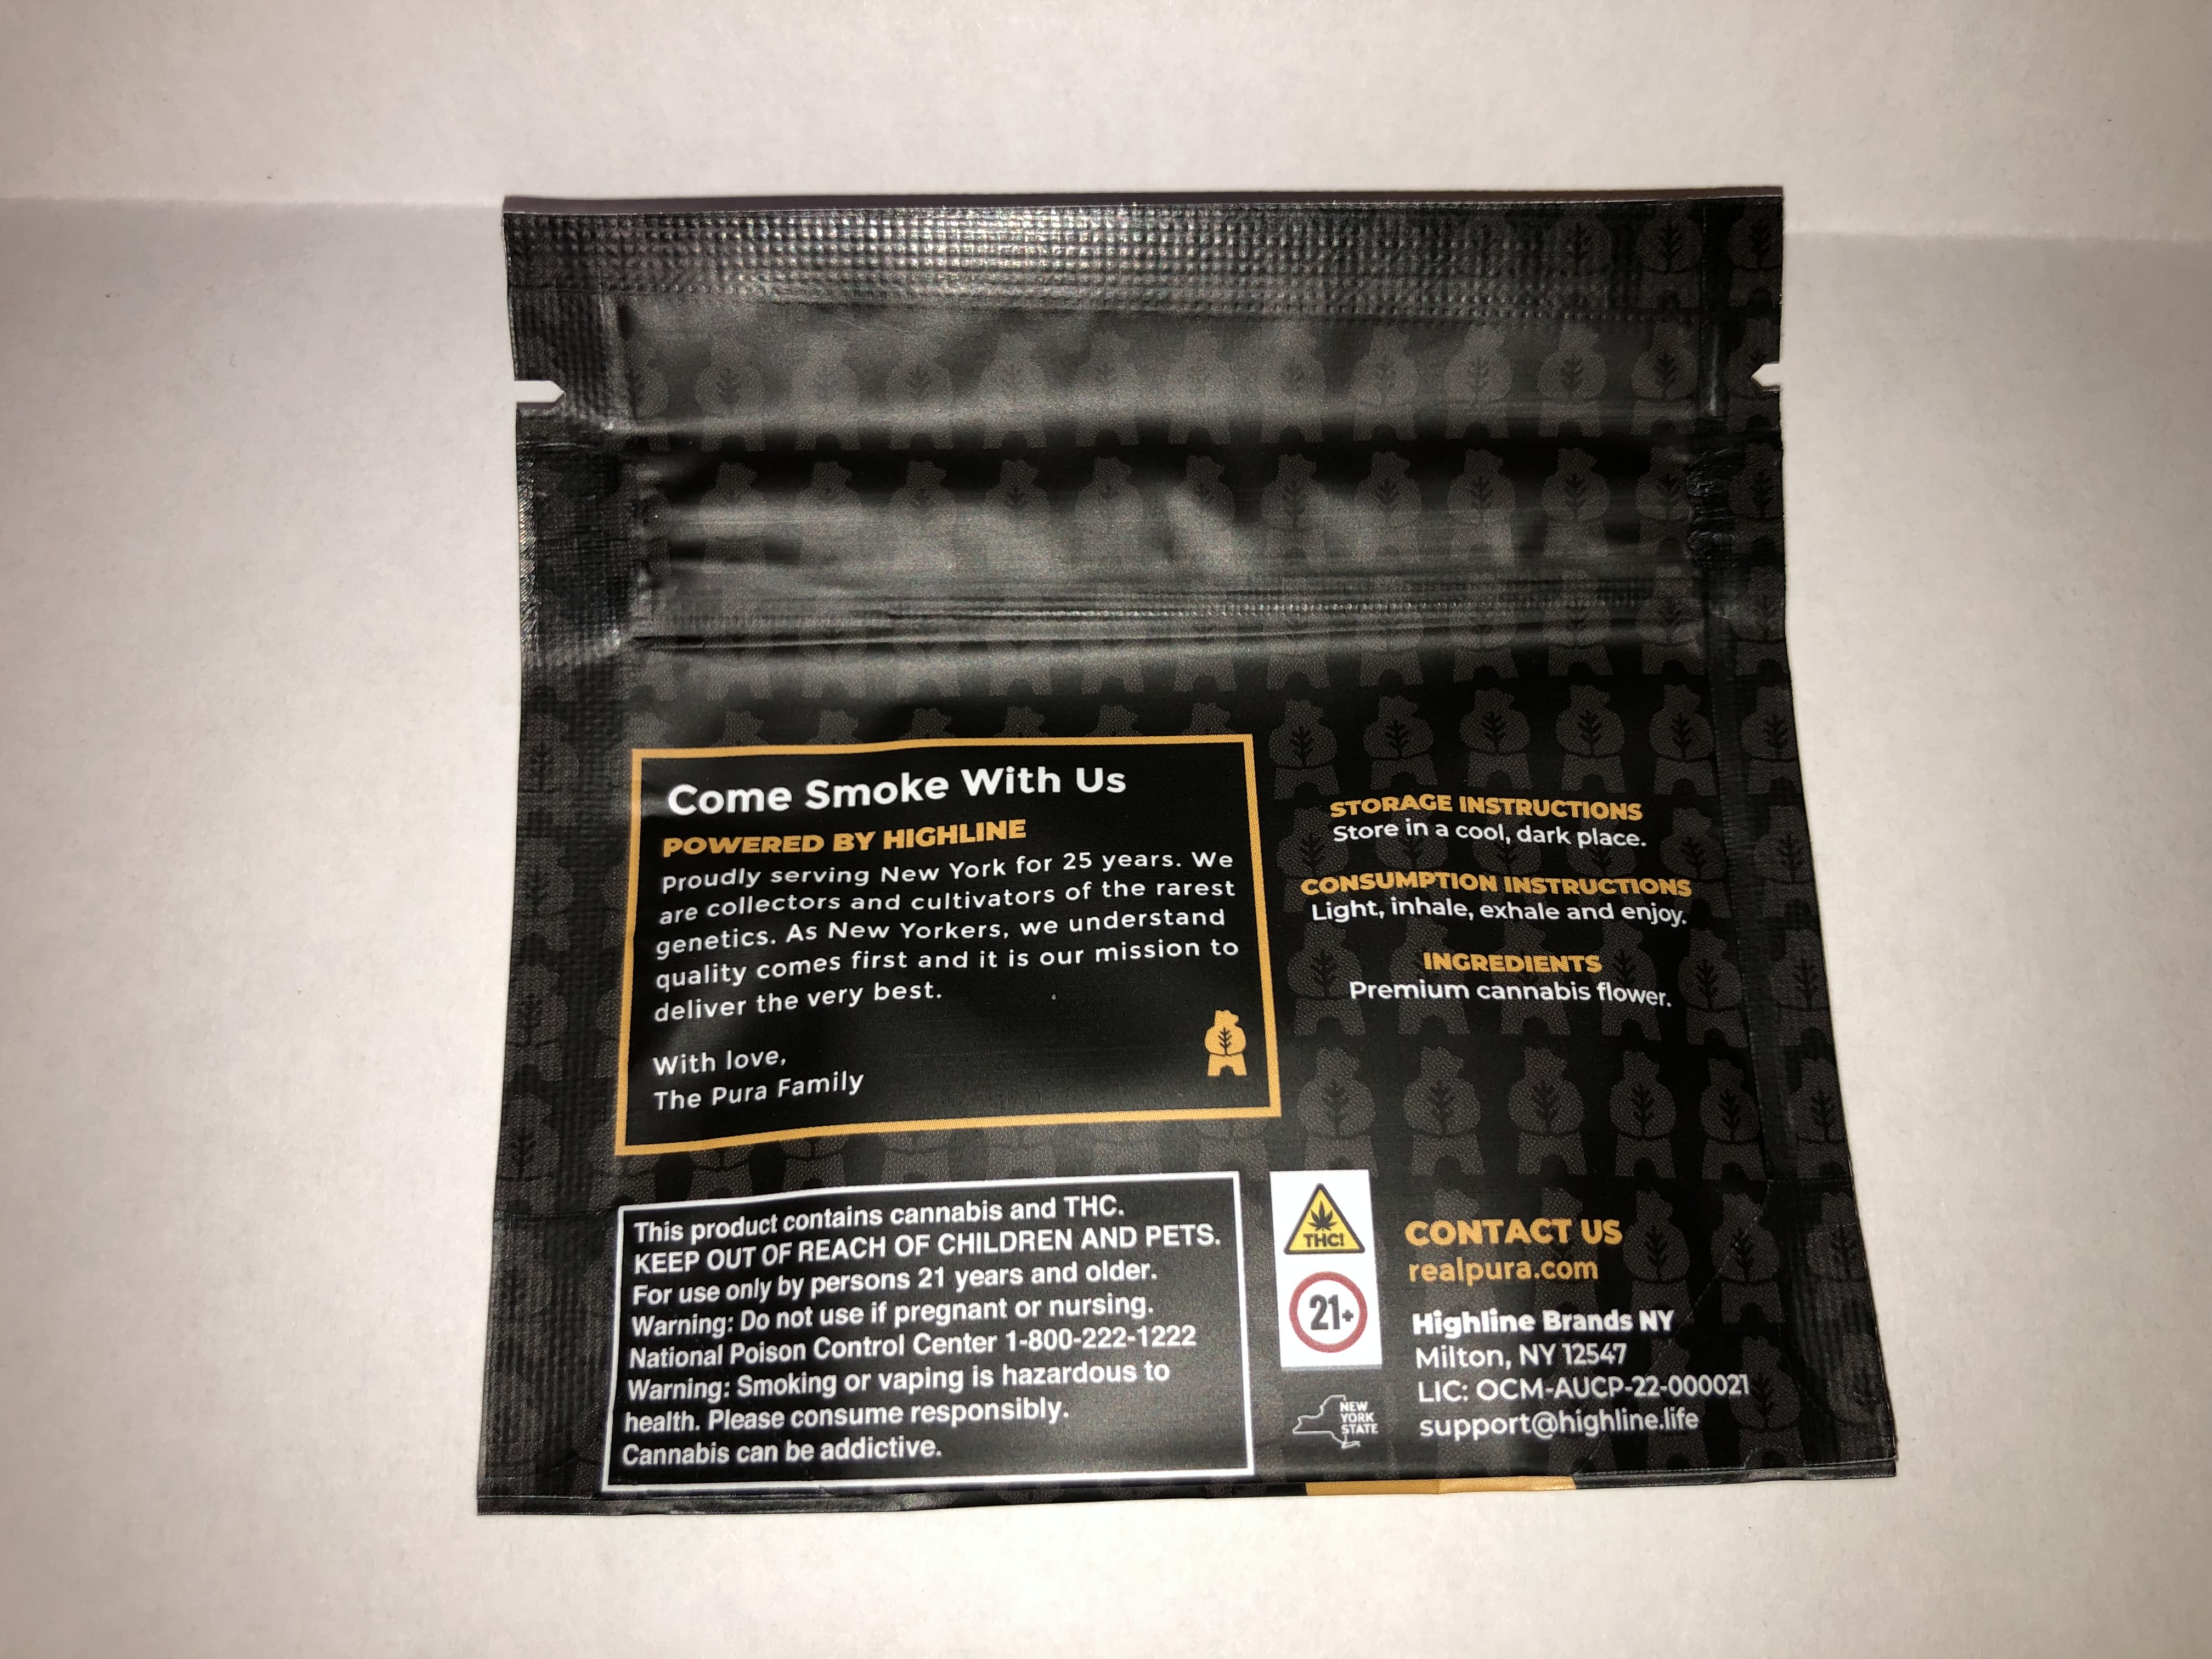 Come Smoke With Us
POWERED BY HIGHLINE
Proudly serving New York for 25 years. We
are collectors and cultivators of the rarest
genetics. As New Yorkers, we understand
quality comes first and it is our mission to
deliver the very best.
With love,
The Pura Family
STORAGE INSTRUCTIONS
Store in a cool, dark place.
CONSUMPTION INSTRUCTIONS
Light, inhale, exhale and enjoy.
INGREDIENTS
Premium cannabis flower.
This product contains cannabis and THC.
KEEP OUT OF REACH OF CHILDREN AND PETS.
For use only by persons 21 years and older.
Warning: Do not use if pregnant or nursing.
National Poison Control Center 1-800-222-1222
Warning: Smoking or vaping is hazardous to
health. Please consume responsibly.
Cannabis can be addictive.
THC!
21+
NEW
YORK
STATE
CONTACT US
realpura.com
Highline Brands NY
Milton, NY 12547
LIC: OCM-AUCP-22-000021
support@highline.life